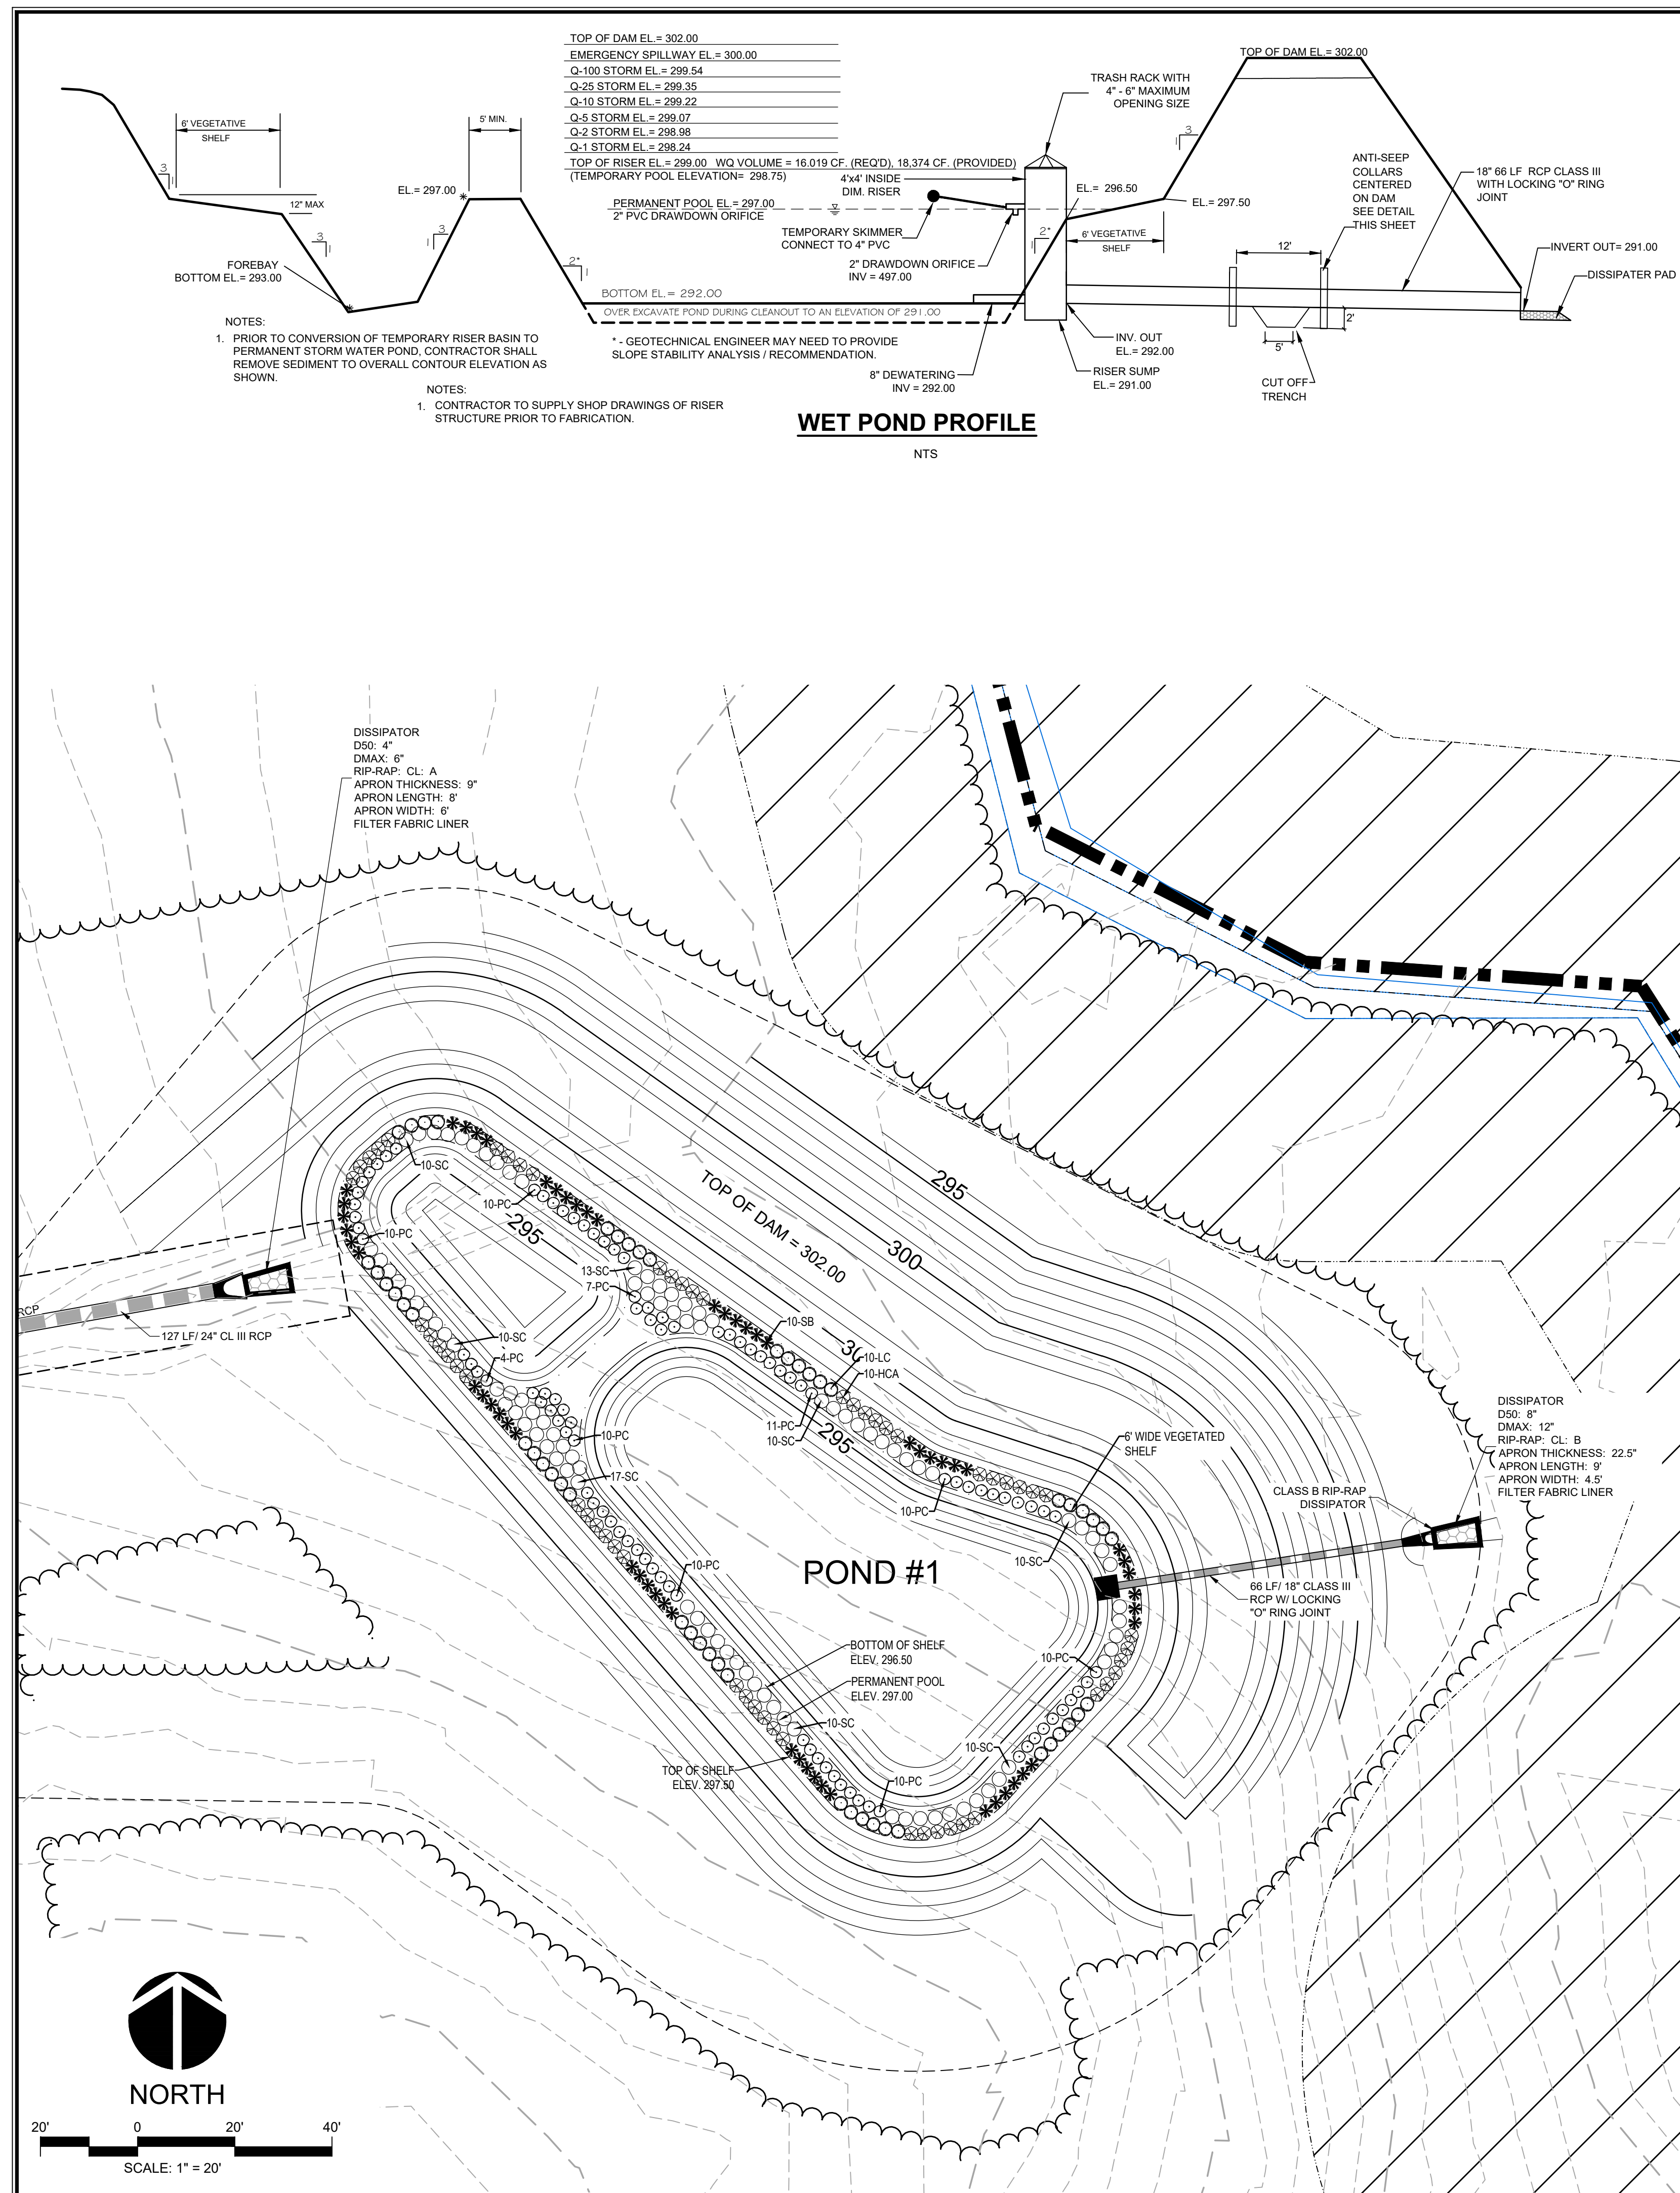 TOP OF DAM EL.= 302.00
EMERGENCY SPILLWAY EL.= 300.00
Q-100 STORM EL.= 299.54
Q-25 STORM EL.= 299.35
Q-10 STORM EL.= 299.22
Q-5 STORM EL.= 299.07
Q-2 STORM EL.= 298.98
Q-1 STORM EL.= 298.24
TOP OF RISER EL.= 299.00 WQ VOLUME = 16.019 CF. (REQ'D), 18,374 CF. (PROVIDED)
(TEMPORARY POOL ELEVATION= 298.75)
PERMANENT POOL EL.= 297.00
2" PVC DRAWDOWN ORIFICE
6' VEGETATIVE
SHELF
5' MIN.
3
1
12" MAX
EL.= 297.00
*
3
1
3
1
2*
1
FOREBAY
BOTTOM EL.= 293.00
*
NOTES:
1. PRIOR TO CONVERSION OF TEMPORARY RISER BASIN TO
PERMANENT STORM WATER POND, CONTRACTOR SHALL
REMOVE SEDIMENT TO OVERALL CONTOUR ELEVATION AS
SHOWN.
NOTES:
1. CONTRACTOR TO SUPPLY SHOP DRAWINGS OF RISER
STRUCTURE PRIOR TO FABRICATION.
BOTTOM EL.= 292.00
OVER EXCAVATE POND DURING CLEANOUT TO AN ELEVATION OF 291.00
* - GEOTECHNICAL ENGINEER MAY NEED TO PROVIDE
SLOPE STABILITY ANALYSIS / RECOMMENDATION.
TRASH RACK WITH
4" - 6" MAXIMUM
OPENING SIZE
4'x4' INSIDE
DIM. RISER
TEMPORARY SKIMMER
CONNECT TO 4" PVC
2" DRAWDOWN ORIFICE
INV = 497.00
8" DEWATERING
INV = 292.00
TOP OF DAM EL.= 302.00
3
1
EL.= 296.50
EL.= 297.50
2*
1
6' VEGETATIVE
SHELF
INV. OUT
EL.= 292.00
RISER SUMP
EL.= 291.00
12'
2'
5'
CUT OFF
TRENCH
ANTI-SEEP
COLLARS
CENTERED
ON DAM
SEE DETAIL
THIS SHEET
18" 66 LF RCP CLASS III
WITH LOCKING "O" RING
JOINT
INVERT OUT= 291.00
DISSIPATER PAD
WET POND PROFILE
NTS
DISSIPATOR
D50: 4"
DMAX: 6"
RIP-RAP: CL: A
APRON THICKNESS: 9"
APRON LENGTH: 8'
APRON WIDTH: 6'
FILTER FABRIC LINER
10-SC
10-PC
295
295
TOP OF DAM = 302.00
10-PC
300
13-SC
7-PC
RCP
127 LF/ 24" CL III RCP
10-SB
10-SC
4-PC
30
10-LC
10-HCA
11-PC
10-SC
295
10-PC
17-SC
6' WIDE VEGETATED
SHELF
10-PC
10-SC
10-PC
POND #1
CLASS B RIP-RAP
DISSIPATOR
DISSIPATOR
D50: 8"
DMAX: 12"
RIP-RAP: CL: B
APRON THICKNESS: 22.5"
APRON LENGTH: 9'
APRON WIDTH: 4.5'
FILTER FABRIC LINER
66 LF/ 18" CLASS III
RCP W/ LOCKING
"O" RING JOINT
BOTTOM OF SHELF
ELEV. 296.50
10-PC
PERMANENT POOL
ELEV. 297.00
10-SC
10-SC
TOP OF SHELF
ELEV. 297.50
10-PC
NORTH
20' 0 20' 40'
SCALE: 1" = 20'